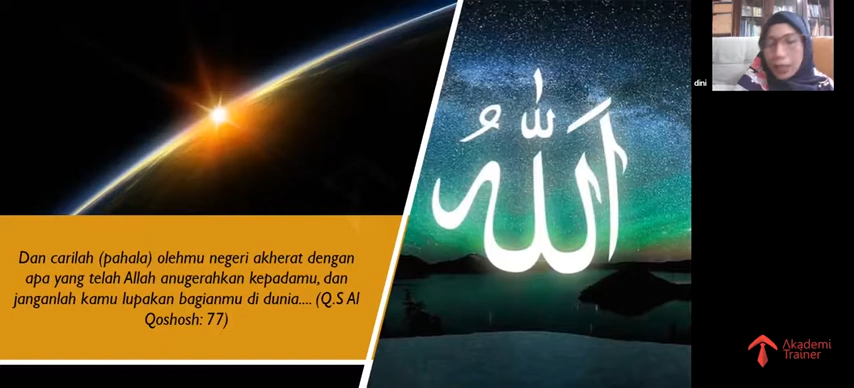 Dan carilah (pahala) olehmu negeri akherat dengan
apa yang telah Allah anugerahkan kepadamu, dan
janganlah kamu lupakan bagianmu di dunia.... (Q.S Al
Qoshosh: 77)
الله
dini
Akademi
Trainer